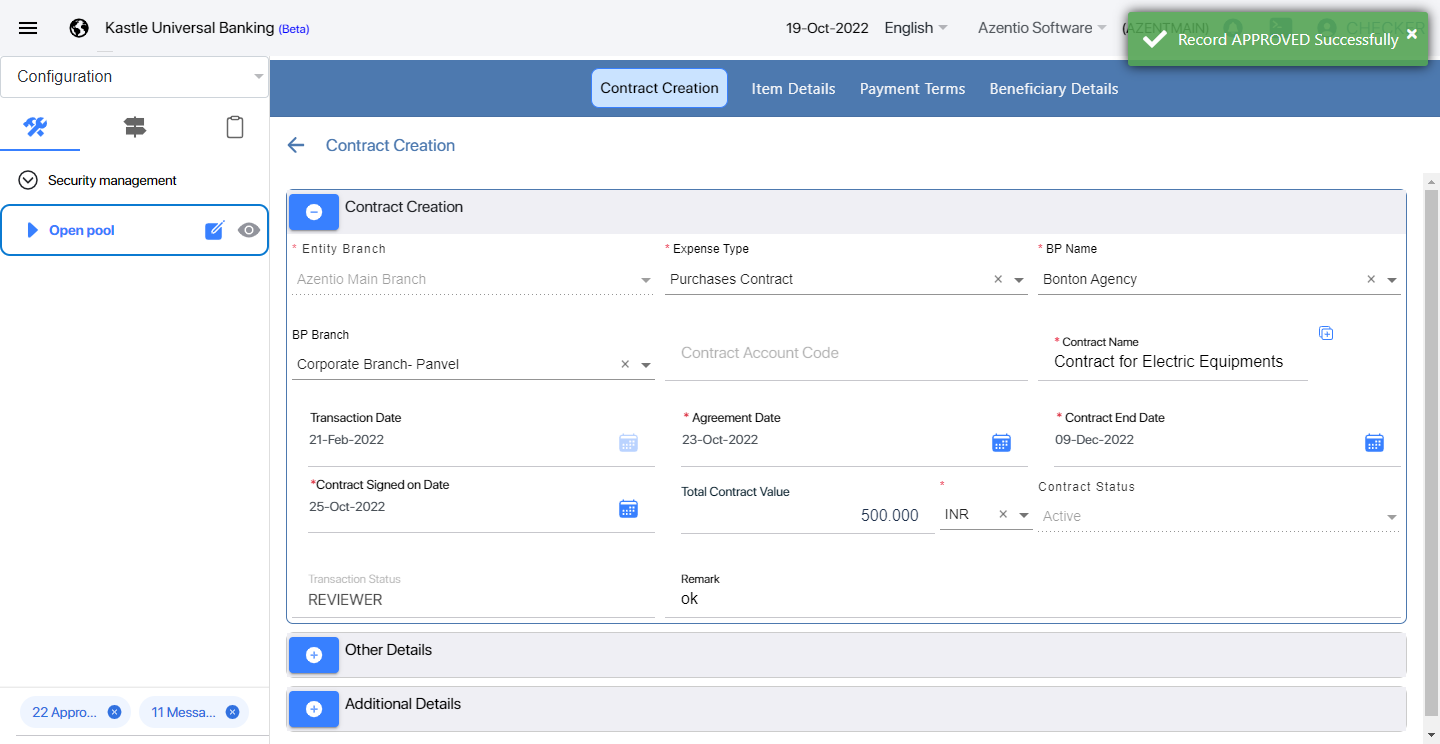 Kastle Universal Banking (Beta)
19-Oct-2022
English
Azentio Software
(AZENTMAIN)
CHECKER
Record APPROVED Successfully
Configuration
Contract Creation
Item Details
Payment Terms
Beneficiary Details
Security management
Open pool
Contract Creation
Contract Creation
* Entity Branch
* Expense Type
* BP Name
Azentio Main Branch
Purchases Contract
Bonton Agency
BP Branch
Corporate Branch- Panvel
Contract Account Code
* Contract Name
Contract for Electric Equipments
Transaction Date
* Agreement Date
* Contract End Date
21-Feb-2022
23-Oct-2022
09-Dec-2022
*Contract Signed on Date
25-Oct-2022
Total Contract Value
500.000
*
INR
Contract Status
Active
Transaction Status
REVIEWER
Remark
ok
Other Details
Additional Details
22 Appro...
11 Messa...